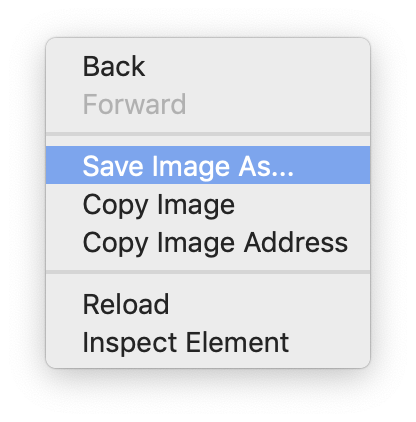 Back
Forward
Save Image As...
Copy Image
Copy Image Address
Reload
Inspect Element